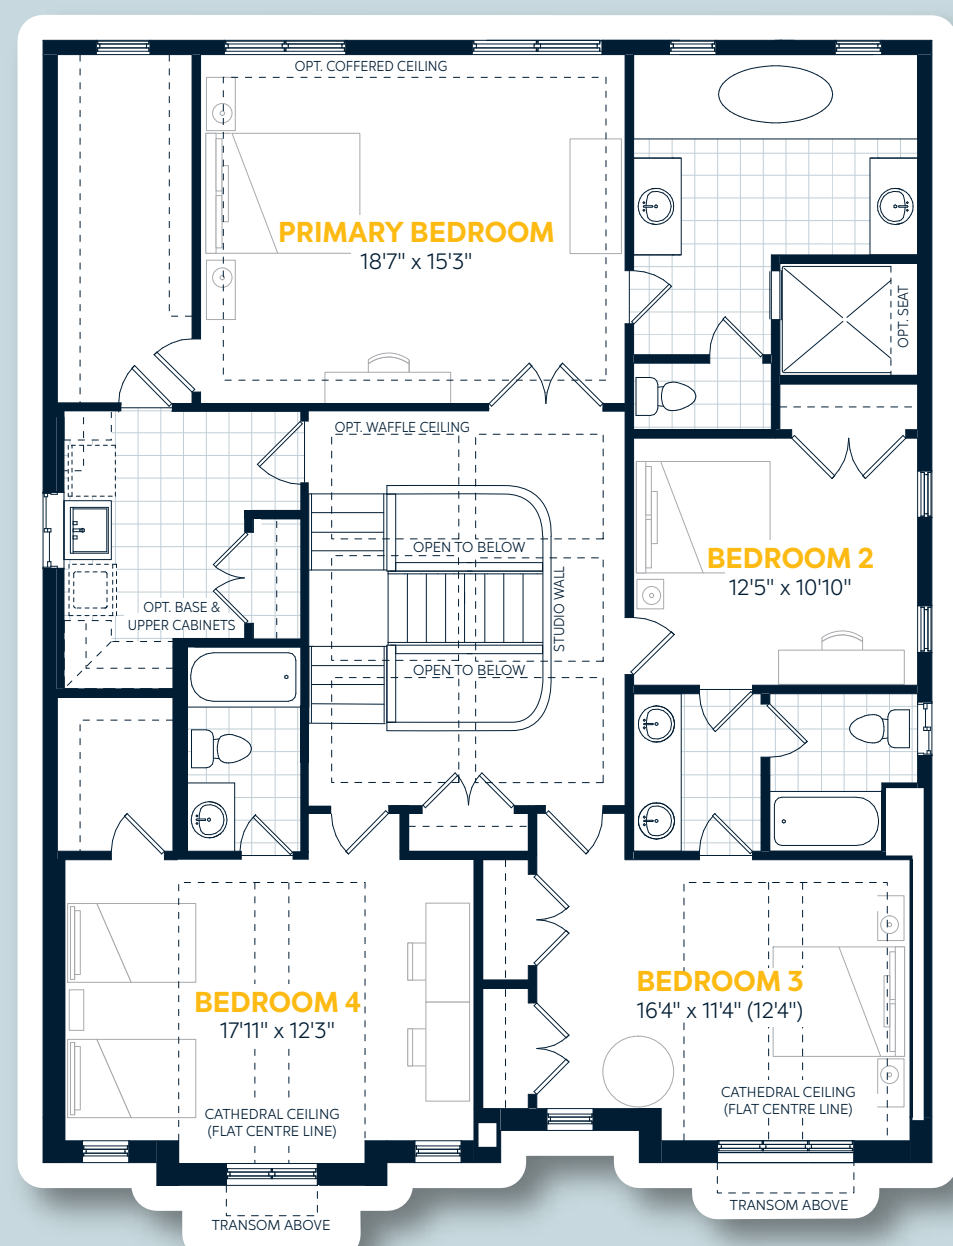 OPT. COFFERED CEILING
PRIMARY BEDROOM
18'7" x 15'3"
OPT. SEAT
OPT. WAFFLE CEILING
OPEN TO BELOW
BEDROOM 2
12'5" x 10'10"
STUDIO WALL
OPT. BASE &
UPPER CABINETS
OPEN TO BELOW
BEDROOM 3
16'4" x 11'4" (12'4")
BEDROOM 4
17'11" x 12'3"
CATHEDRAL CEILING
(FLAT CENTRE LINE)
CATHEDRAL CEILING
(FLAT CENTRE LINE)
TRANSOM ABOVE
TRANSOM ABOVE